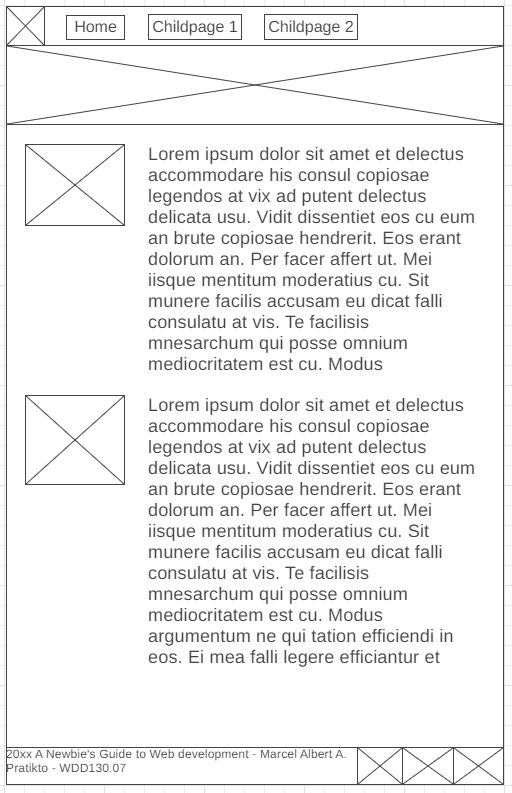 Home Childpage 1 Childpage 2
Lorem ipsum dolor sit amet et delectus
accommodare his consul copiosae
legendos at vix ad putent delectus
delicata usu. Vidit dissentiet eos cu eum
an brute copiosae hendrerit. Eos erant
dolorum an. Per facer affert ut. Mei
iisque mentitum moderatius cu. Sit
munere facilis accusam eu dicat falli
consulatu at vis. Te facilisis
mnesarchum qui posse omnium
mediocritatem est cu. Modus
Lorem ipsum dolor sit amet et delectus
accommodare his consul copiosae
legendos at vix ad putent delectus
delicata usu. Vidit dissentiet eos cu eum
an brute copiosae hendrerit. Eos erant
dolorum an. Per facer affert ut. Mei
iisque mentitum moderatius cu. Sit
munere facilis accusam eu dicat falli
consulatu at vis. Te facilisis
mnesarchum qui posse omnium
mediocritatem est cu. Modus
argumentum ne qui tation efficiendi in
eos. Ei mea falli legere efficiantur et
20xx A Newbie's Guide to Web development - Marcel Albert A.
Pratikto - WDD130.07